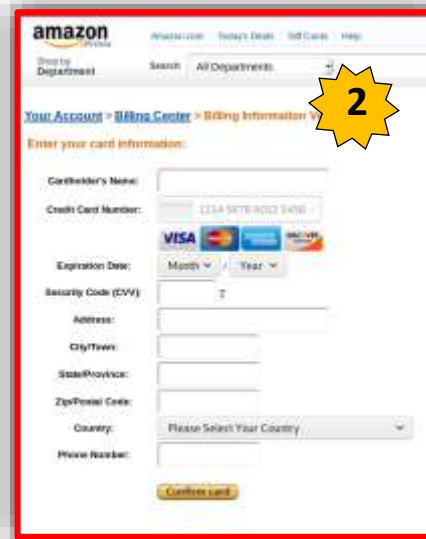 amazon
Prime
Amazon.com Today's Deals Gift Cards Help
Shop by
Department
Search All Departments
2
Your Account > Billing Center > Billing Information V
Enter your card information:
Cardholder's Name:
Credit Card Number: 1234 5678 9012 3456
VISA
Expiration Date: Month / Year
Security Code (CVV): ?
Address:
City/Town:
State/Province:
Zip/Postal Code:
Country: Please Select Your Country
Phone Number:
Confirm card